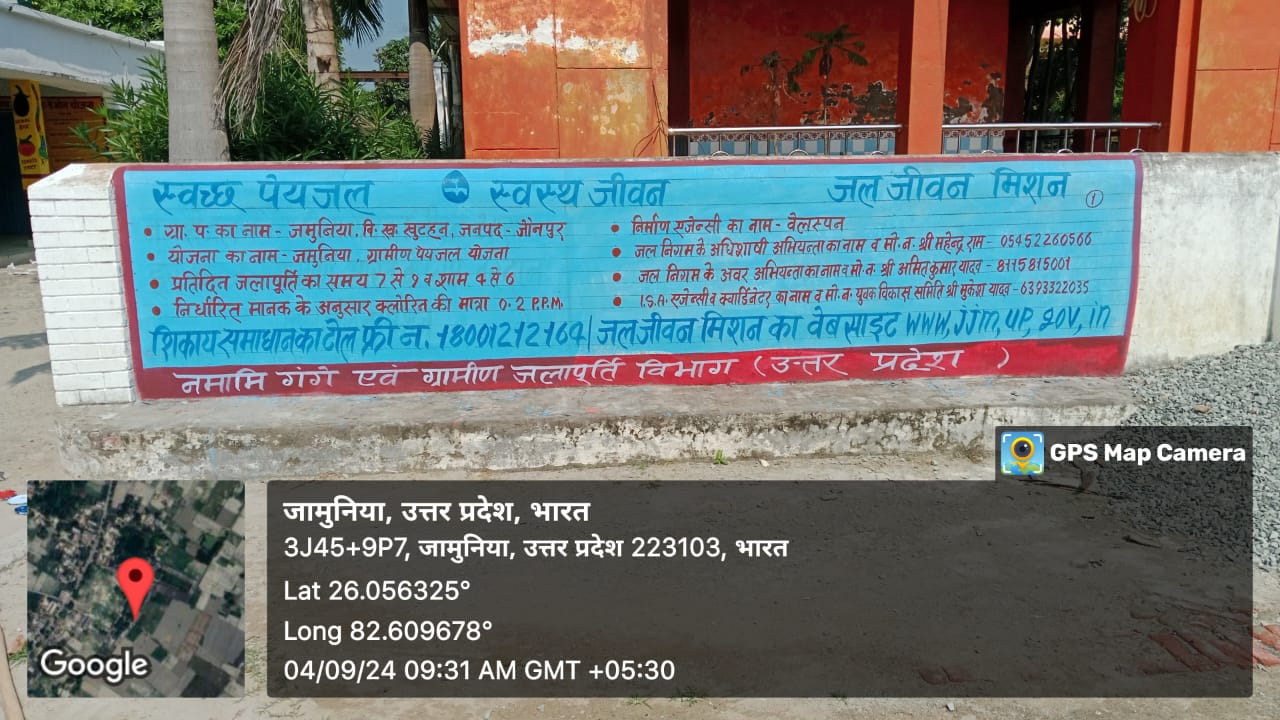 स्वच्छ पेयजल स्वस्थ जीवन जल जीवन मिशन 1
• ग्रा. पं. का नाम - जमुनिया, वि. ख. सुटहन, जनपद - जौनपुर
• यौजना का नाम - जमुनिया, ग्रामीण पेयजल योजना
• प्रतिदिन जलापूर्ति का समय 7 से 9 व शाम 4 से 6
• निर्धारित मानक के अनुसार क्लोरिन की मात्रा 0.2 P.P.M.
• निर्माण एजेन्सी का नाम - वेलस्पन
• जल निगम के अधिशाषी अभियन्ता का नाम व मो. न. श्री महेन्द्र राम - 05452260566
• जल निगम के अवर अभियन्ता का नाम व मो. न. श्री अमित कुमार यादव - 8115815001
• I.S.A. एजेन्सी व क्वार्डिनेटर का नाम व मो. न. युवक विकास समिति श्री मुकेश यादव - 6393322035
शिकाय समाधान का टोल फ्री न. 18001212164 | जल जीवन मिशन का वेबसाइट www, JJm, up, gov, in
नमामि गंगे एवं ग्रामीण जलापूर्ति विभाग (उत्तर प्रदेश )
GPS Map Camera
जामुनिया, उत्तर प्रदेश, भारत
3J45+9P7, जामुनिया, उत्तर प्रदेश 223103, भारत
Lat 26.056325°
Long 82.609678°
04/09/24 09:31 AM GMT +05:30
Google